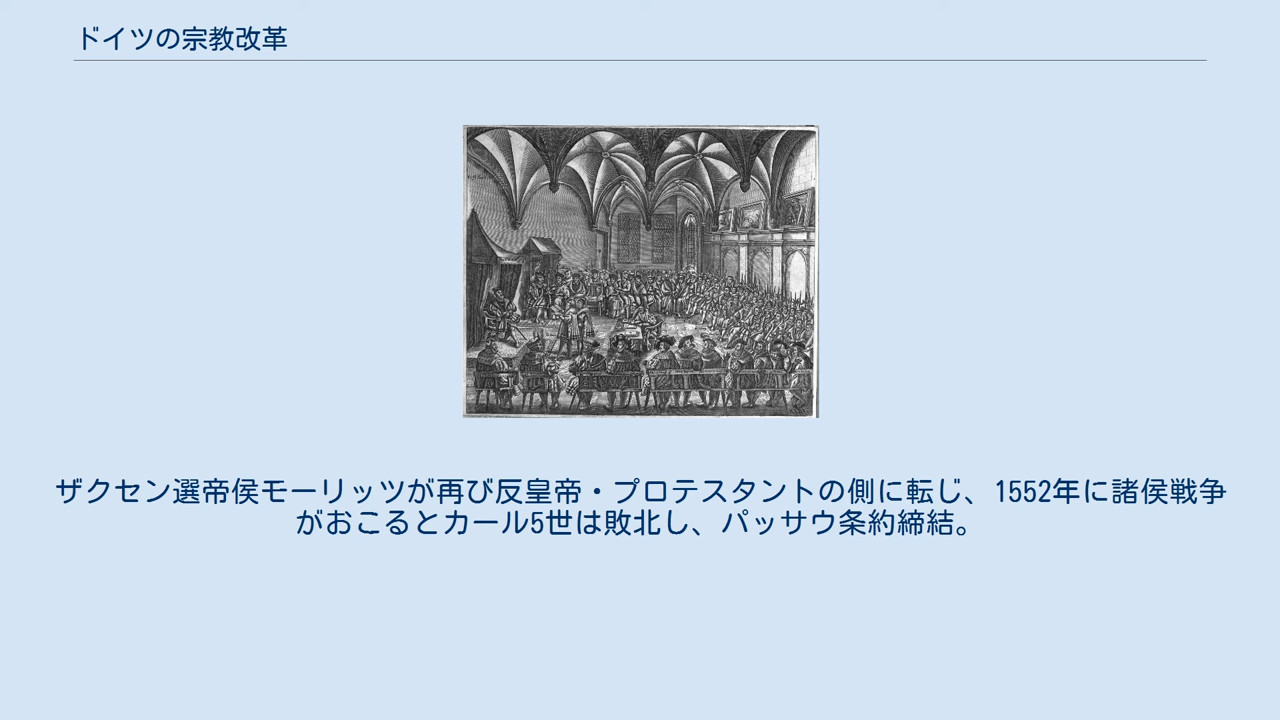 ドイツの宗教改革
ザクセン選帝侯モーリッツが再び反皇帝・プロテスタントの側に転じ、1552年に諸侯戦争
がおこるとカール5世は敗北し、パッサウ条約締結。